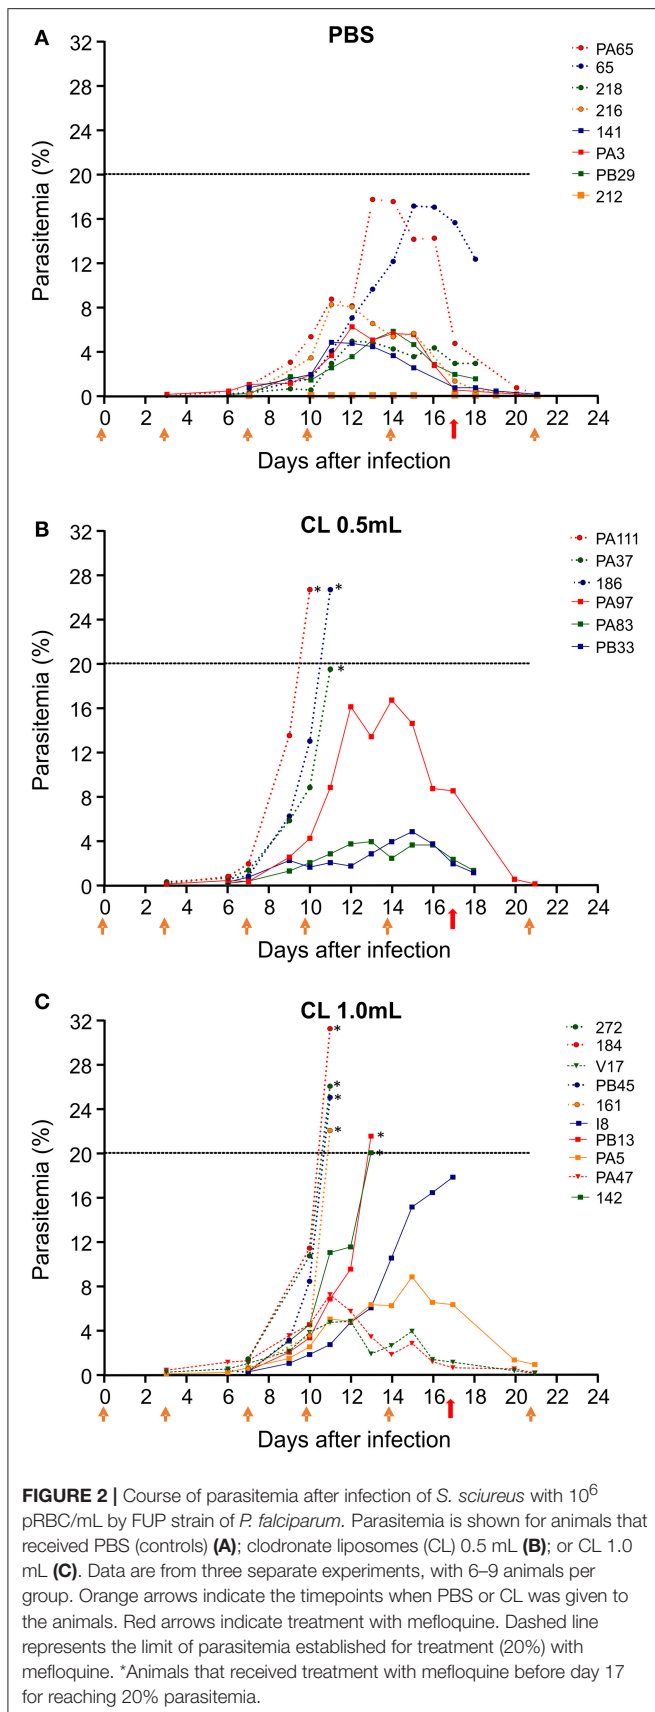 A
PBS
32
28
24
20
16
12
8
4
0
Parasitemia (%)
PA65
65
218
216
141
PA3
PB29
212
0 2 4 6 8 10 12 14 16 18 20 22 24
Days after infection
B
CL 0.5mL
32
28
24
20
16
12
8
4
0
Parasitemia (%)
* * *
PA111
PA37
186
PA97
PA83
PB33
0 2 4 6 8 10 12 14 16 18 20 22 24
Days after infection
C
CL 1.0mL
32
28
24
20
16
12
8
4
0
Parasitemia (%)
* * * * * *
272
184
V17
PB45
161
I8
PB13
PA5
PA47
142
0 2 4 6 8 10 12 14 16 18 20 22 24
Days after infection
FIGURE 2 | Course of parasitemia after infection of S. sciureus with 10⁶
pRBC/mL by FUP strain of P. falciparum. Parasitemia is shown for animals that
received PBS (controls) (A); clodronate liposomes (CL) 0.5 mL (B); or CL 1.0
mL (C). Data are from three separate experiments, with 6–9 animals per
group. Orange arrows indicate the timepoints when PBS or CL was given to
the animals. Red arrows indicate treatment with mefloquine. Dashed line
represents the limit of parasitemia established for treatment (20%) with
mefloquine. *Animals that received treatment with mefloquine before day 17
for reaching 20% parasitemia.